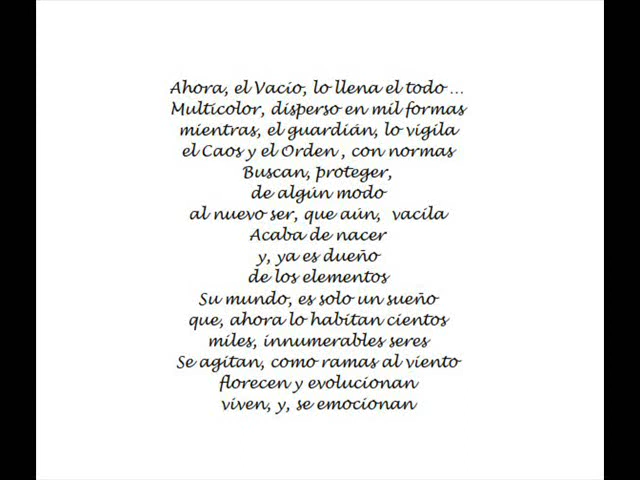 Ahora, el Vacío, lo llena el todo ...
Multicolor, disperso en mil formas
mientras, el guardián, lo vigila
el Caos y el Orden , con normas
Buscan, proteger,
de algún modo
al nuevo ser, que aún,  vacila
Acaba de nacer
y, ya es dueño
de los elementos
Su mundo, es solo un sueño
que, ahora lo habitan cientos
miles, innumerables seres
Se agitan, como ramas al viento
florecen y evolucionan
viven, y, se emocionan